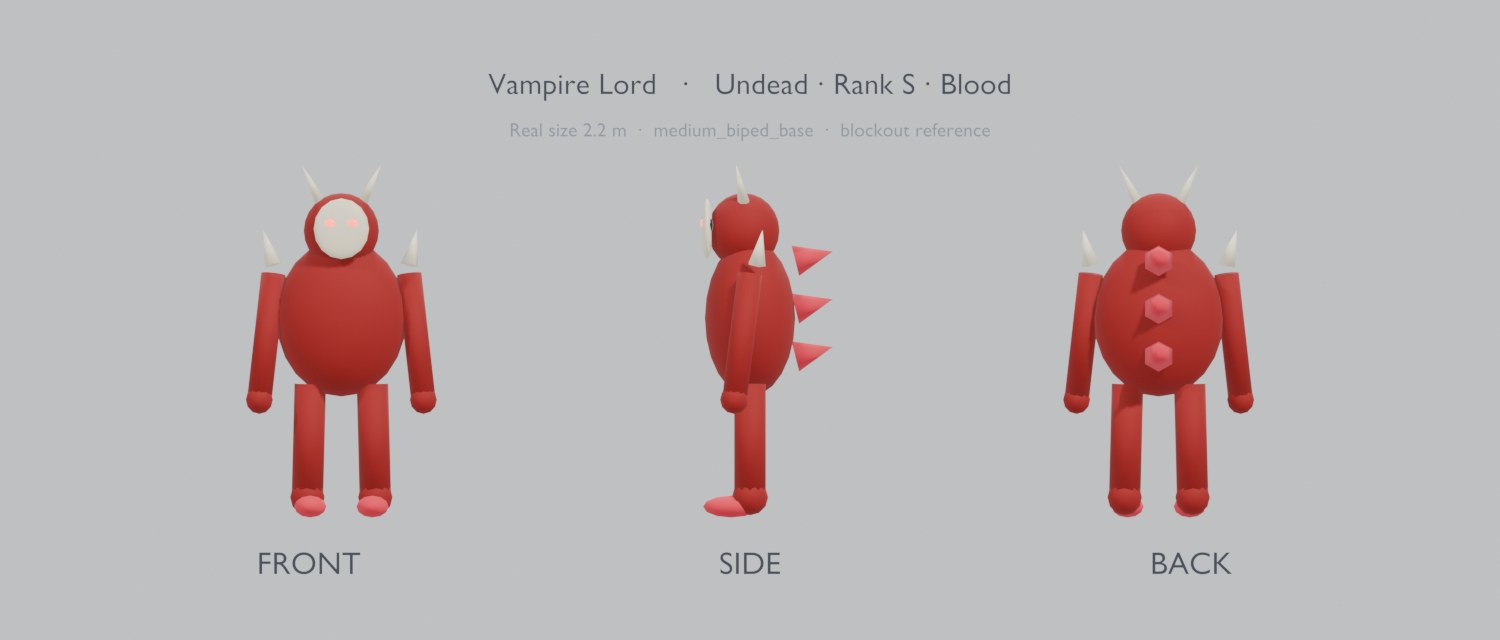 Vampire Lord · Undead · Rank S · Blood
Real size 2.2 m · medium_biped_base · blockout reference
FRONT
SIDE
BACK